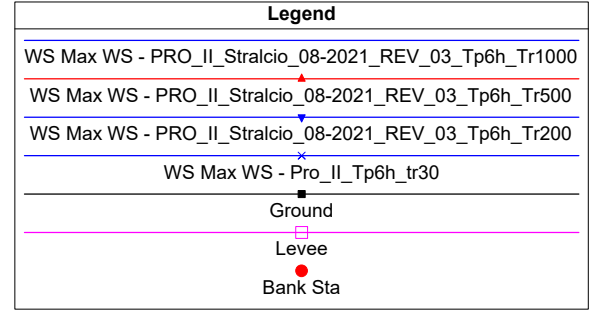 Legend
WS Max WS - PRO_II_Stralcio_08-2021_REV_03_Tp6h_Tr1000
WS Max WS - PRO_II_Stralcio_08-2021_REV_03_Tp6h_Tr500
WS Max WS - PRO_II_Stralcio_08-2021_REV_03_Tp6h_Tr200
WS Max WS - Pro_II_Tp6h_tr30
Ground
Levee
Bank Sta